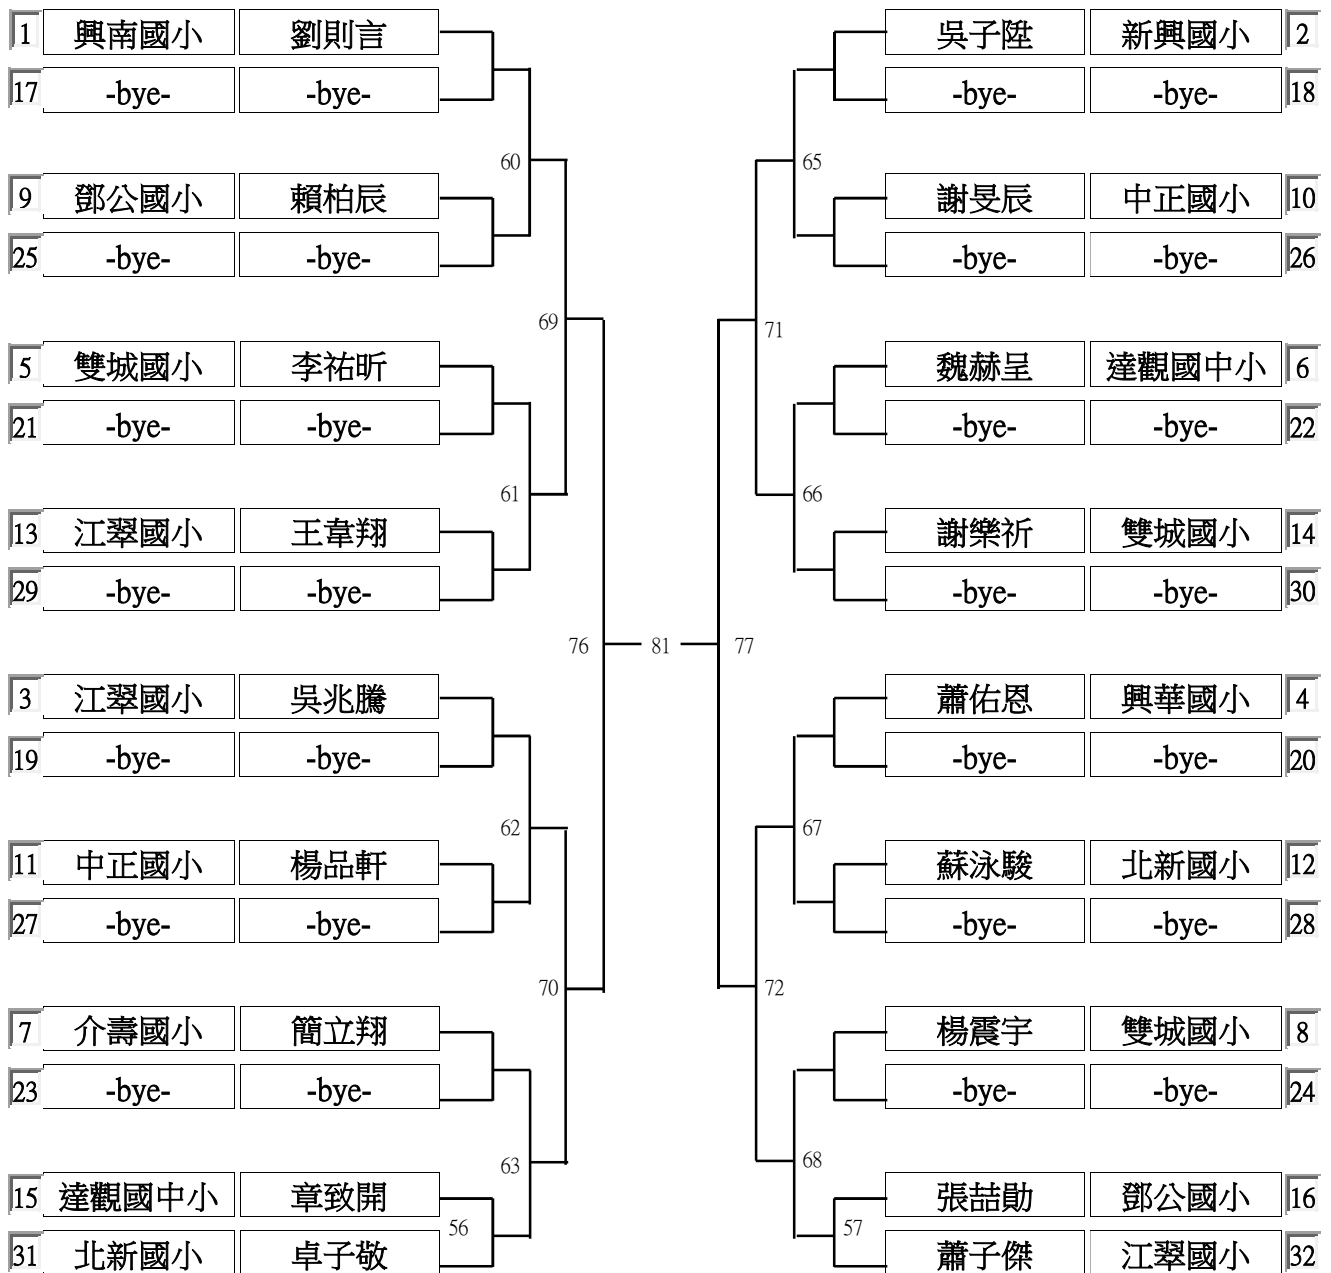 1 興南國小 劉則言 吳子陞 新興國小 2
17 -bye- -bye- -bye- -bye- 18
60 65
9 鄧公國小 賴柏辰 謝旻辰 中正國小 10
25 -bye- -bye- -bye- -bye- 26
69 71
5 雙城國小 李祐昕 魏赫呈 達觀國中小 6
21 -bye- -bye- -bye- -bye- 22
61 66
13 江翠國小 王韋翔 謝樂祈 雙城國小 14
29 -bye- -bye- -bye- -bye- 30
76 81 77
3 江翠國小 吳兆騰 蕭佑恩 興華國小 4
19 -bye- -bye- -bye- -bye- 20
62 67
11 中正國小 楊品軒 蘇泳駿 北新國小 12
27 -bye- -bye- -bye- -bye- 28
70 72
7 介壽國小 簡立翔 楊震宇 雙城國小 8
23 -bye- -bye- -bye- -bye- 24
63 68
15 達觀國中小 章致開 張喆勛 鄧公國小 16
56 57
31 北新國小 卓子敬 蕭子傑 江翠國小 32